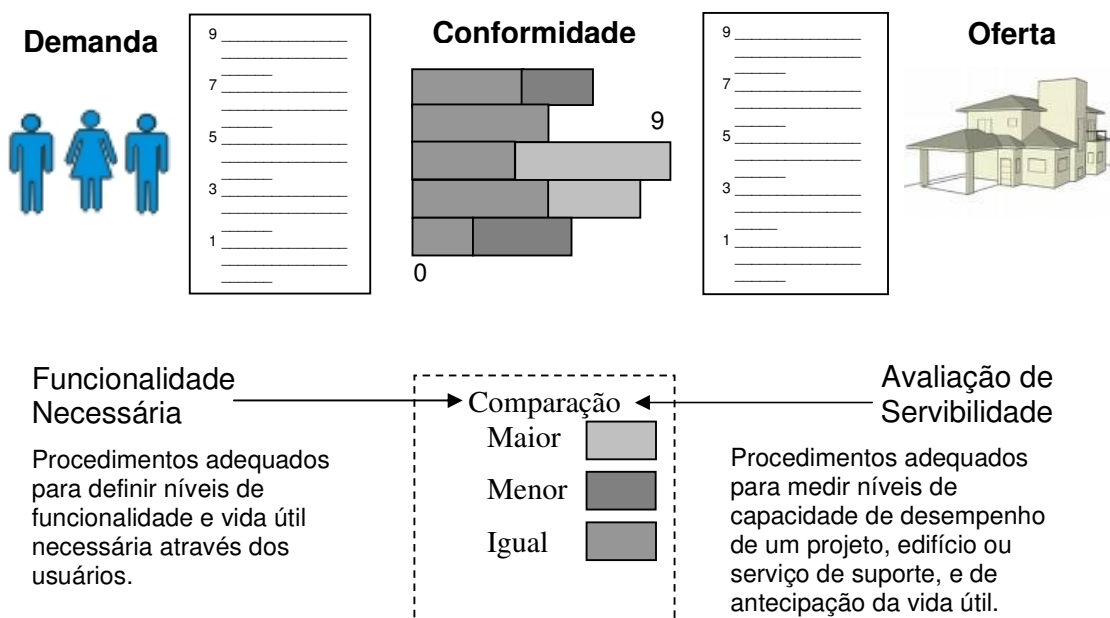 Demanda
9
7
5
3
1
Conformidade
9
0
9
7
5
3
1
Oferta
Funcionalidade
Necessária
Procedimentos adequados
para definir níveis de
funcionalidade e vida útil
necessária através dos
usuários.
Comparação
Maior
Menor
Igual
Avaliação de
Servibilidade
Procedimentos adequados
para medir níveis de
capacidade de desempenho
de um projeto, edifício ou
serviço de suporte, e de
antecipação da vida útil.